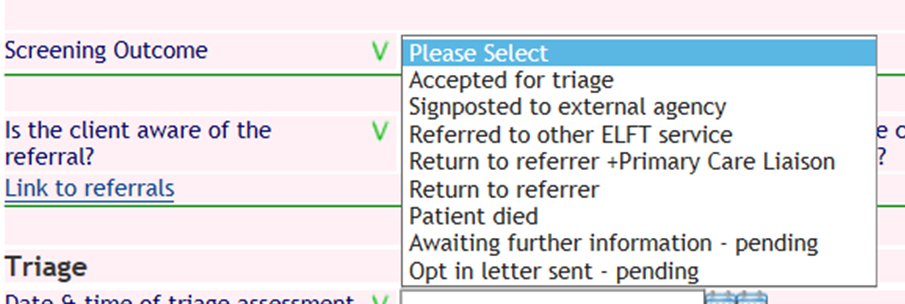 Screening Outcome V Please Select
Accepted for triage
Signposted to external agency
Is the client aware of the V Referred to other ELFT service
referral? Return to referrer +Primary Care Liaison ?
Link to referrals Return to referrer
Patient died
Awaiting further information - pending
Triage Opt in letter sent - pending
Date & time of triage assessment V